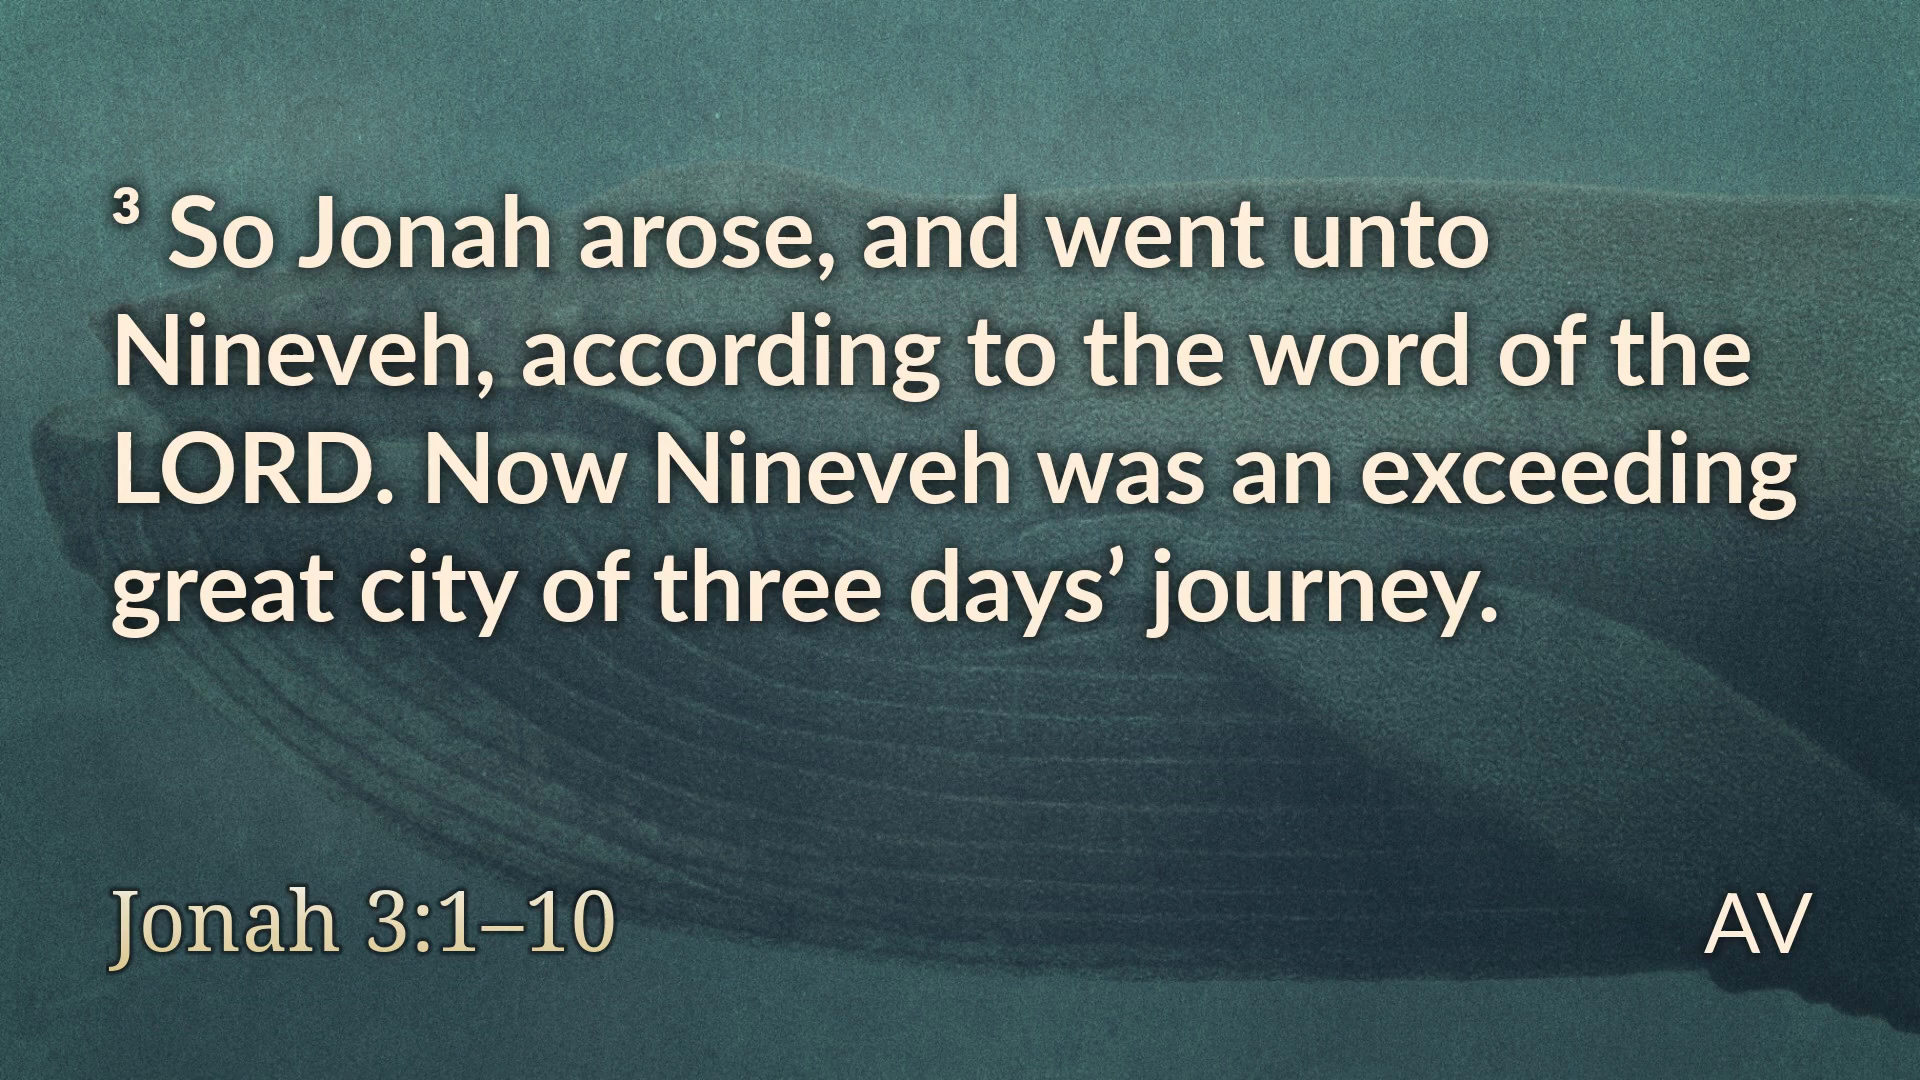 ³ So Jonah arose, and went unto
Nineveh, according to the word of the
LORD. Now Nineveh was an exceeding
great city of three days’ journey.
Jonah 3:1–10
AV